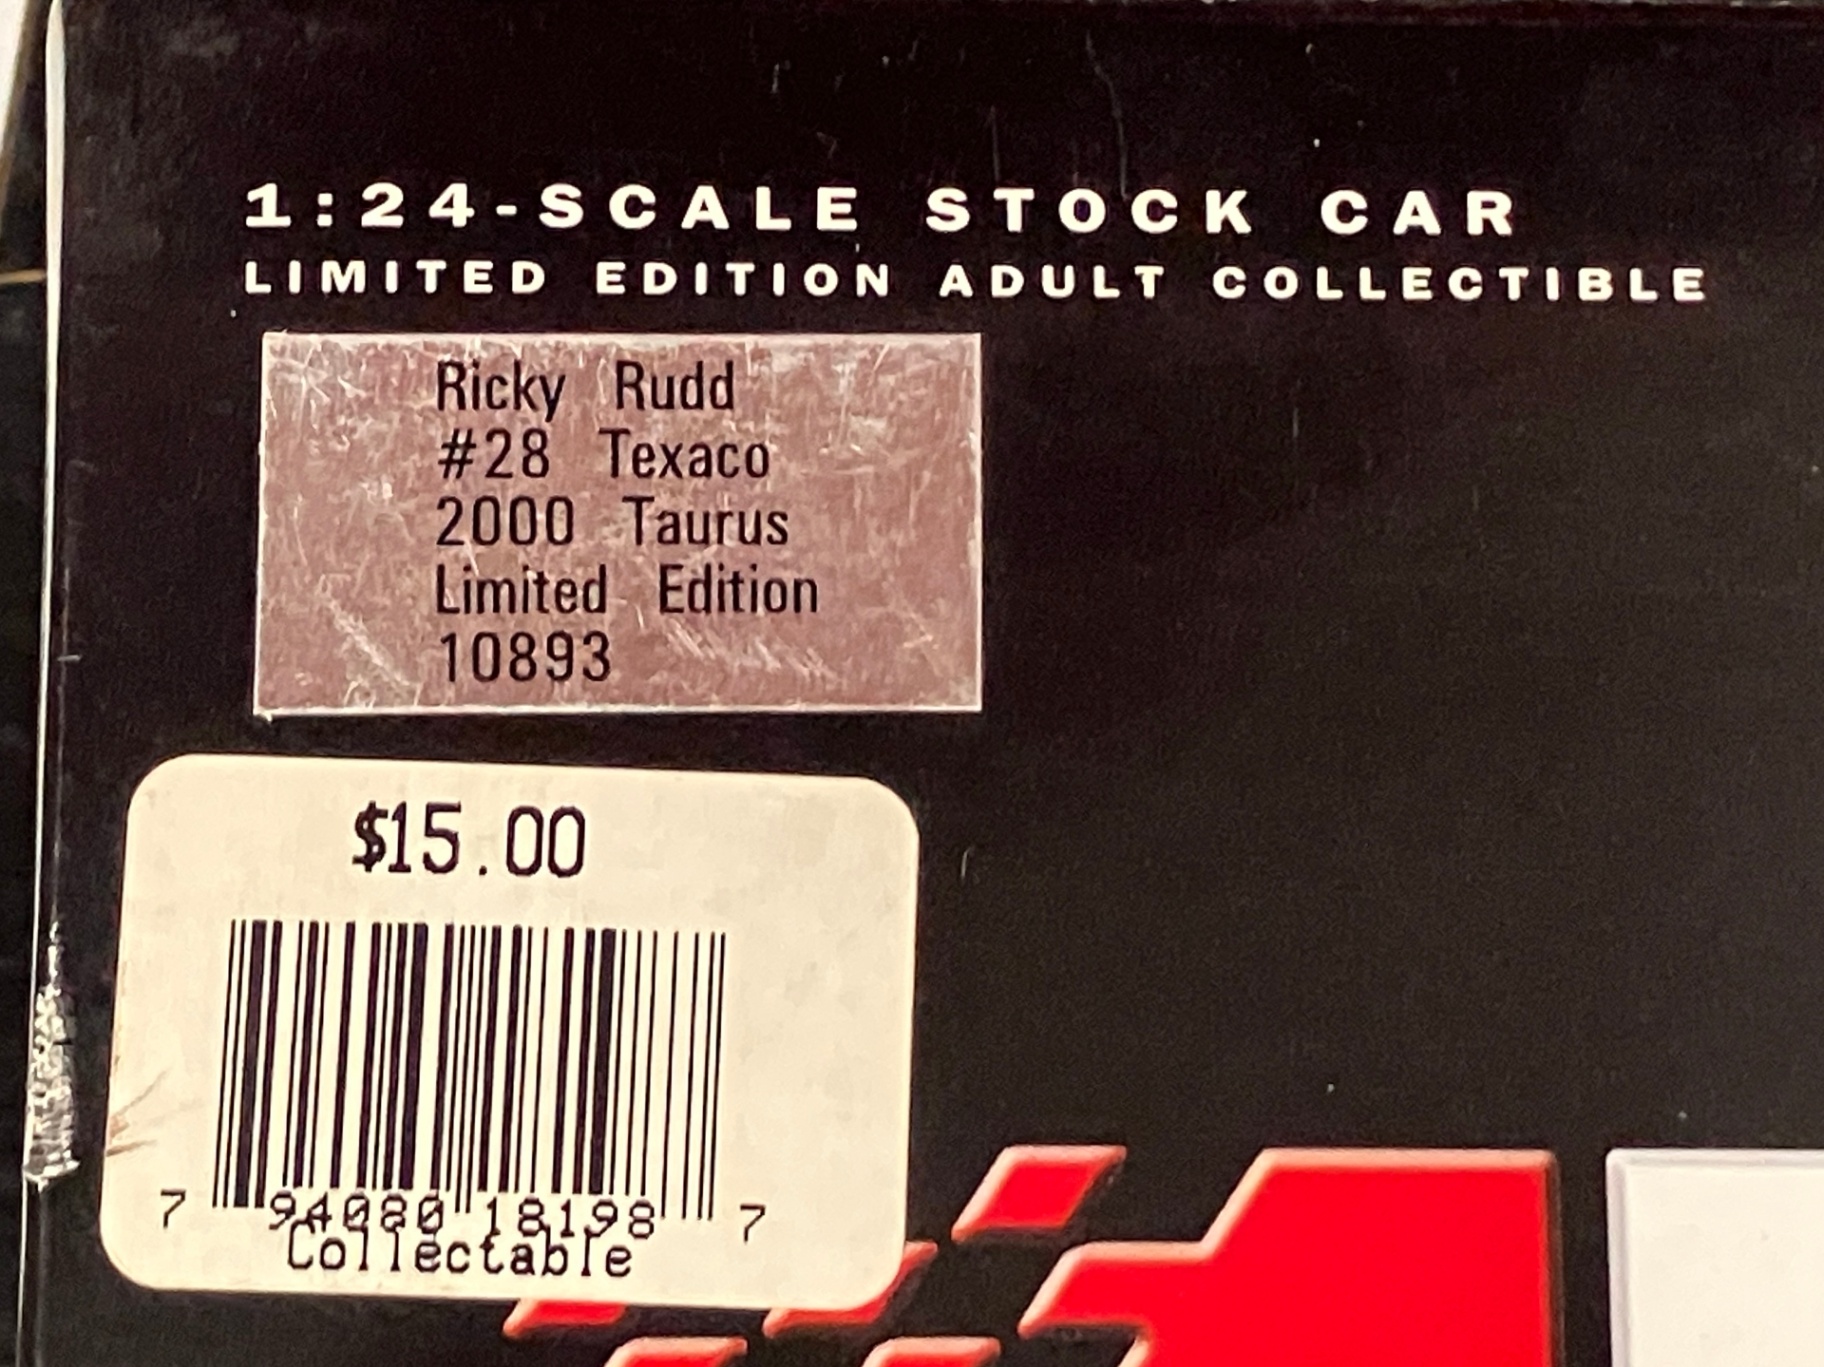 1:24-SCALE STOCK CAR
LIMITED EDITION ADULT COLLECTIBLE
Ricky Rudd
#28 Texaco
2000 Taurus
Limited Edition
10893
$15.00
7 94080 18198 7
Collectable